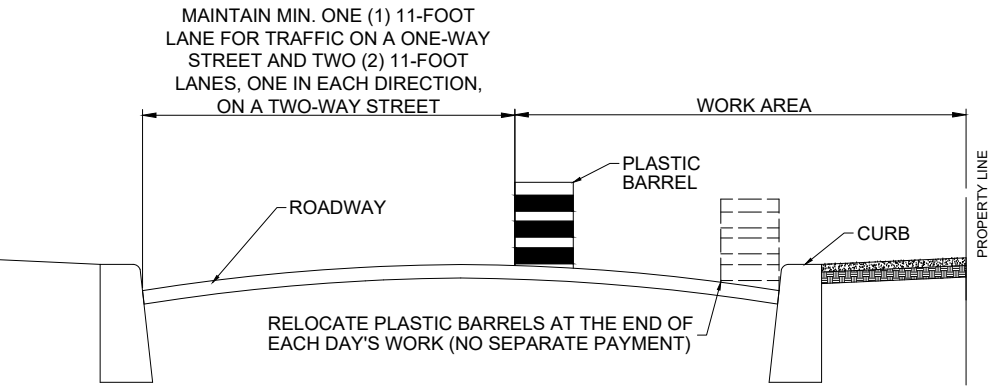 MAINTAIN MIN. ONE (1) 11-FOOT
LANE FOR TRAFFIC ON A ONE-WAY
STREET AND TWO (2) 11-FOOT
LANES, ONE IN EACH DIRECTION,
ON A TWO-WAY STREET
WORK AREA
PROPERTY LINE
PLASTIC
BARREL
ROADWAY
CURB
RELOCATE PLASTIC BARRELS AT THE END OF
EACH DAY'S WORK (NO SEPARATE PAYMENT)